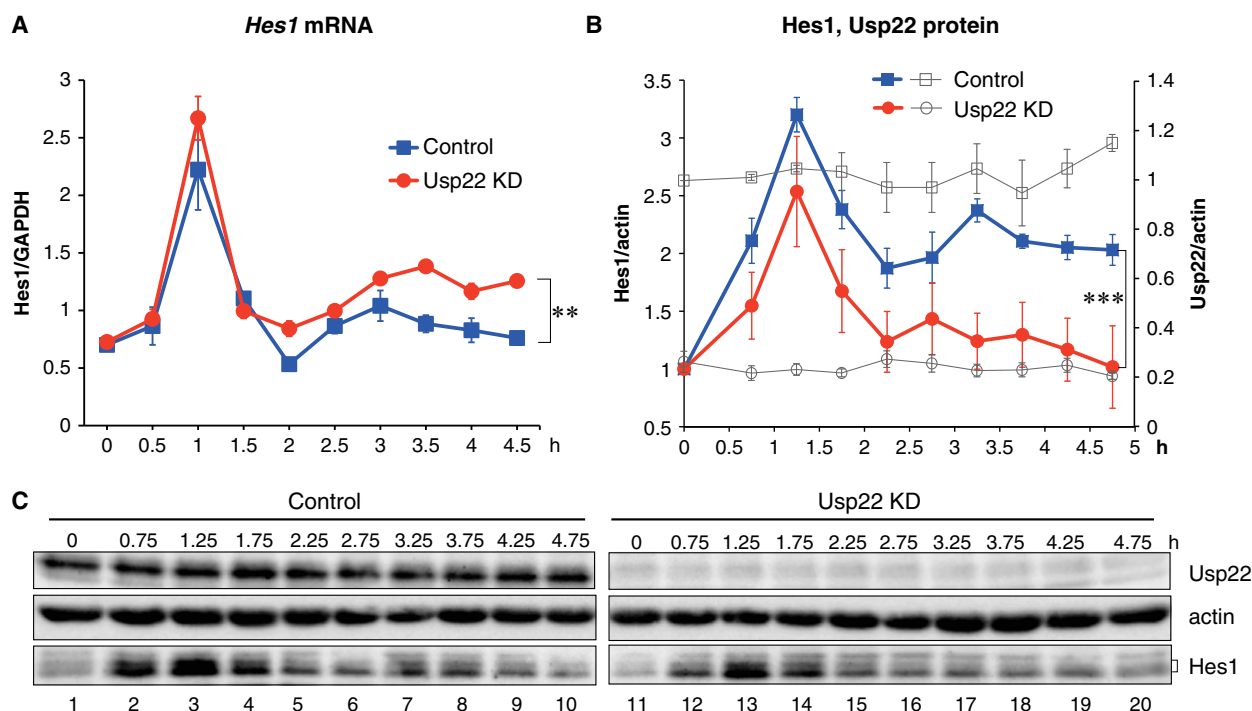 A
Hes1 mRNA
3
2.5
2
1.5
1
0.5
0
Hes1/GAPDH
Control
Usp22 KD
**
0 0.5 1 1.5 2 2.5 3 3.5 4 4.5 h
B
Hes1, Usp22 protein
3.5
3
2.5
2
1.5
1
0.5
Hes1/actin
Control
Usp22 KD
***
1.4
1.2
1
0.8
0.6
0.4
0.2
0
Usp22/actin
0 0.5 1 1.5 2 2.5 3 3.5 4 4.5 5 h
C
Control
Usp22 KD
0 0.75 1.25 1.75 2.25 2.75 3.25 3.75 4.25 4.75
0 0.75 1.25 1.75 2.25 2.75 3.25 3.75 4.25 4.75 h
Usp22
actin
Hes1
1 2 3 4 5 6 7 8 9 10
11 12 13 14 15 16 17 18 19 20